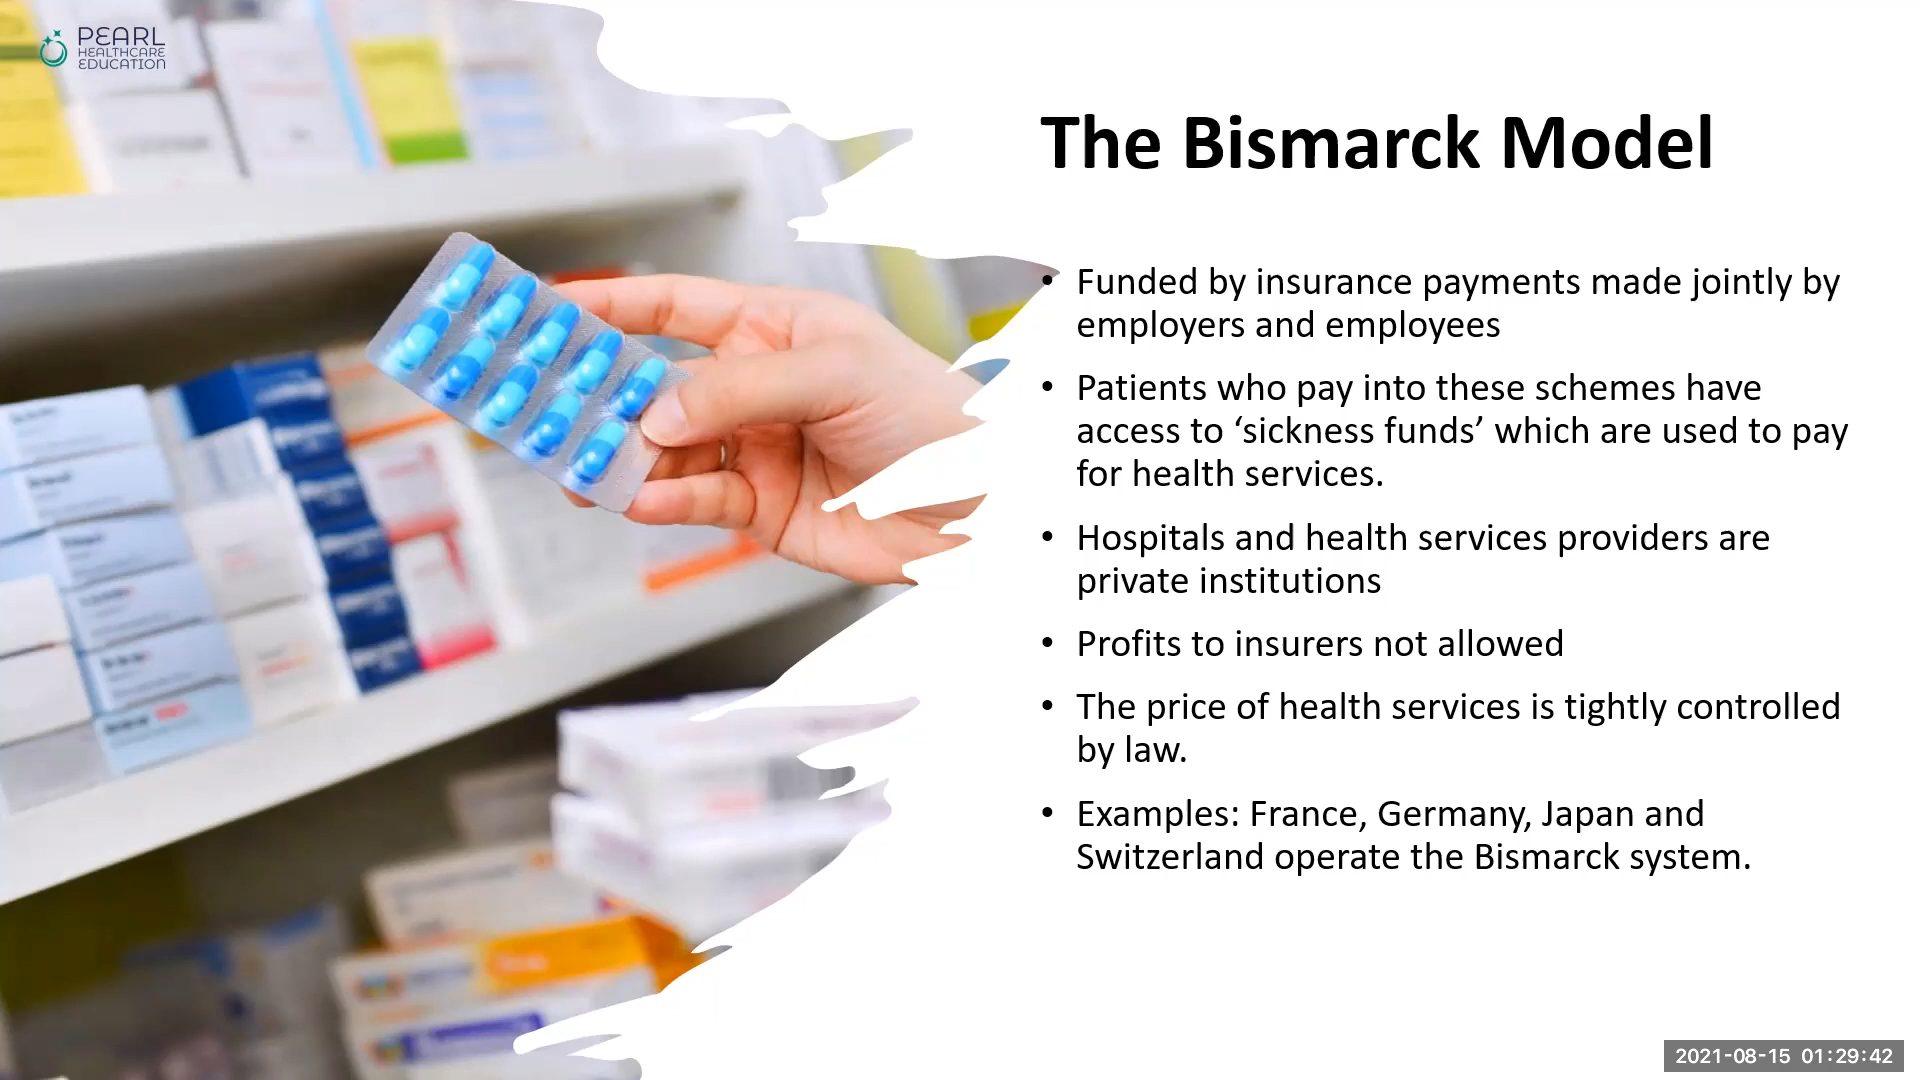 PEARL
HEALTHCARE
EDUCATION
The Bismarck Model
• Funded by insurance payments made jointly by
employers and employees
• Patients who pay into these schemes have
access to ‘sickness funds’ which are used to pay
for health services.
• Hospitals and health services providers are
private institutions
• Profits to insurers not allowed
• The price of health services is tightly controlled
by law.
• Examples: France, Germany, Japan and
Switzerland operate the Bismarck system.
2021-08-15 01:29:42